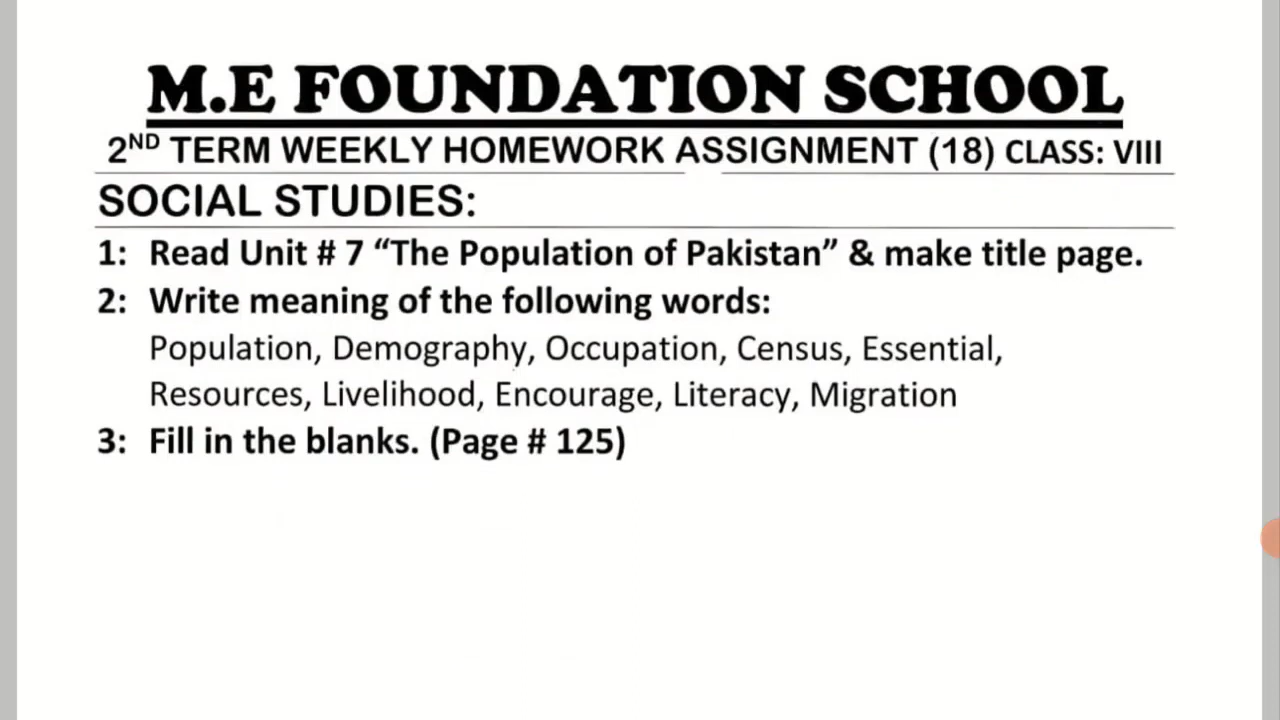 M.E FOUNDATION SCHOOL
2ND TERM WEEKLY HOMEWORK ASSIGNMENT (18) CLASS: VIII
SOCIAL STUDIES:
1: Read Unit # 7 “The Population of Pakistan” & make title page.
2: Write meaning of the following words:
Population, Demography, Occupation, Census, Essential,
Resources, Livelihood, Encourage, Literacy, Migration
3: Fill in the blanks. (Page # 125)